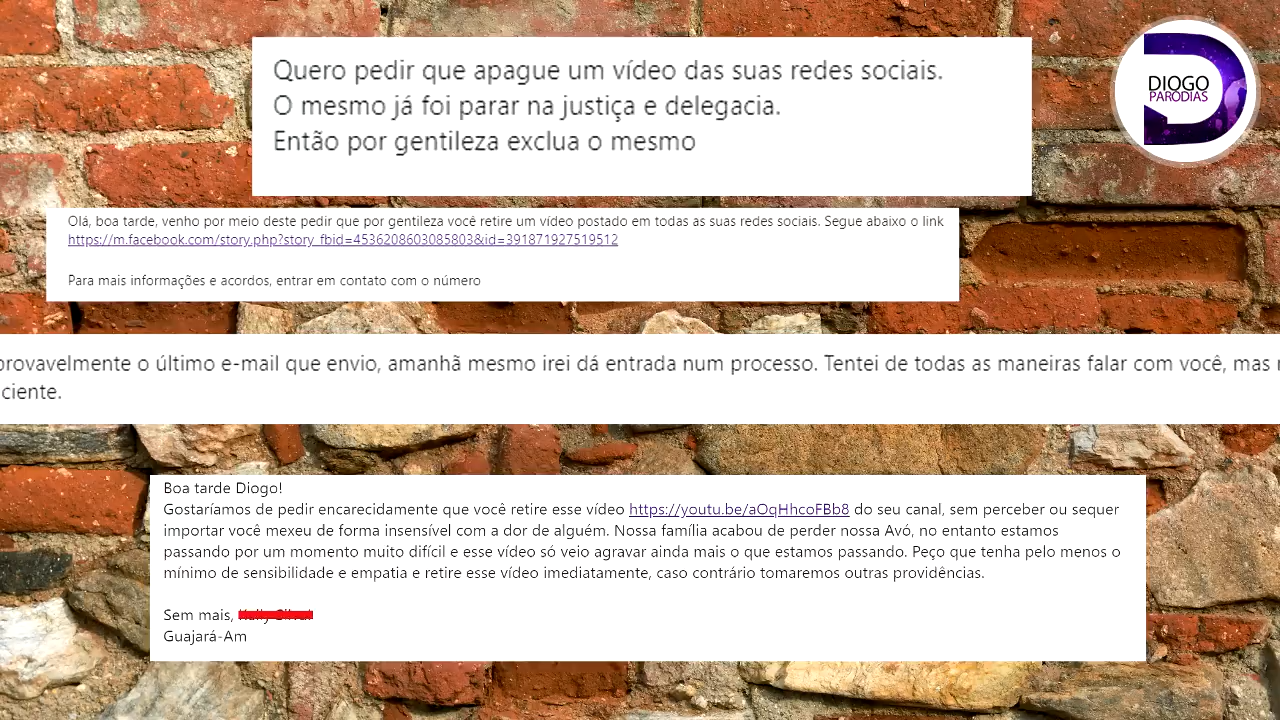 Quero pedir que apague um vídeo das suas redes sociais.
O mesmo já foi parar na justiça e delegacia.
Então por gentileza exclua o mesmo
DIOGO
PARÓDIAS
Olá, boa tarde, venho por meio deste pedir que por gentileza você retire um vídeo postado em todas as suas redes sociais. Segue abaixo o link
https://m.facebook.com/story.php?story_fbid=4536208603085803&id=391871927519512
Para mais informações e acordos, entrar em contato com o número
provavelmente o último e-mail que envio, amanhã mesmo irei dá entrada num processo. Tentei de todas as maneiras falar com você, mas
ciente.
Boa tarde Diogo!
Gostaríamos de pedir encarecidamente que você retire esse vídeo https://youtu.be/aOqHhcoFBb8 do seu canal, sem perceber ou sequer
importar você mexeu de forma insensível com a dor de alguém. Nossa família acabou de perder nossa Avó, no entanto estamos
passando por um momento muito difícil e esse vídeo só veio agravar ainda mais o que estamos passando. Peço que tenha pelo menos o
mínimo de sensibilidade e empatia e retire esse vídeo imediatamente, caso contrário tomaremos outras providências.
Sem mais,
Guajará-Am